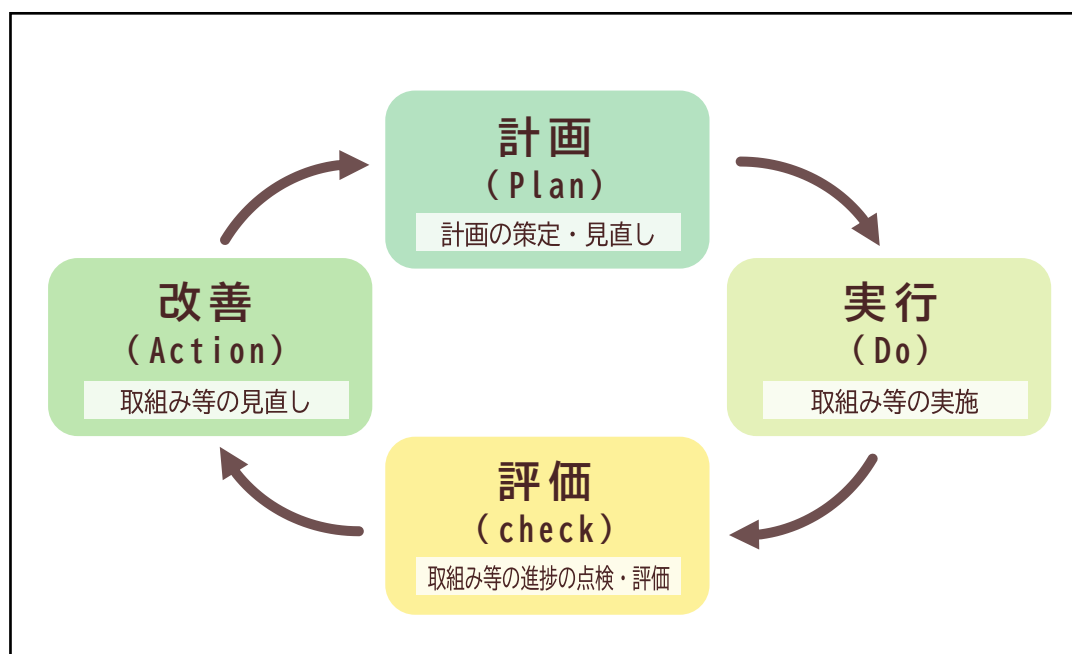 計画
(Plan)
計画の策定・見直し
実行
(Do)
取組み等の実施
評価
(check)
取組み等の進捗の点検・評価
改善
(Action)
取組み等の見直し